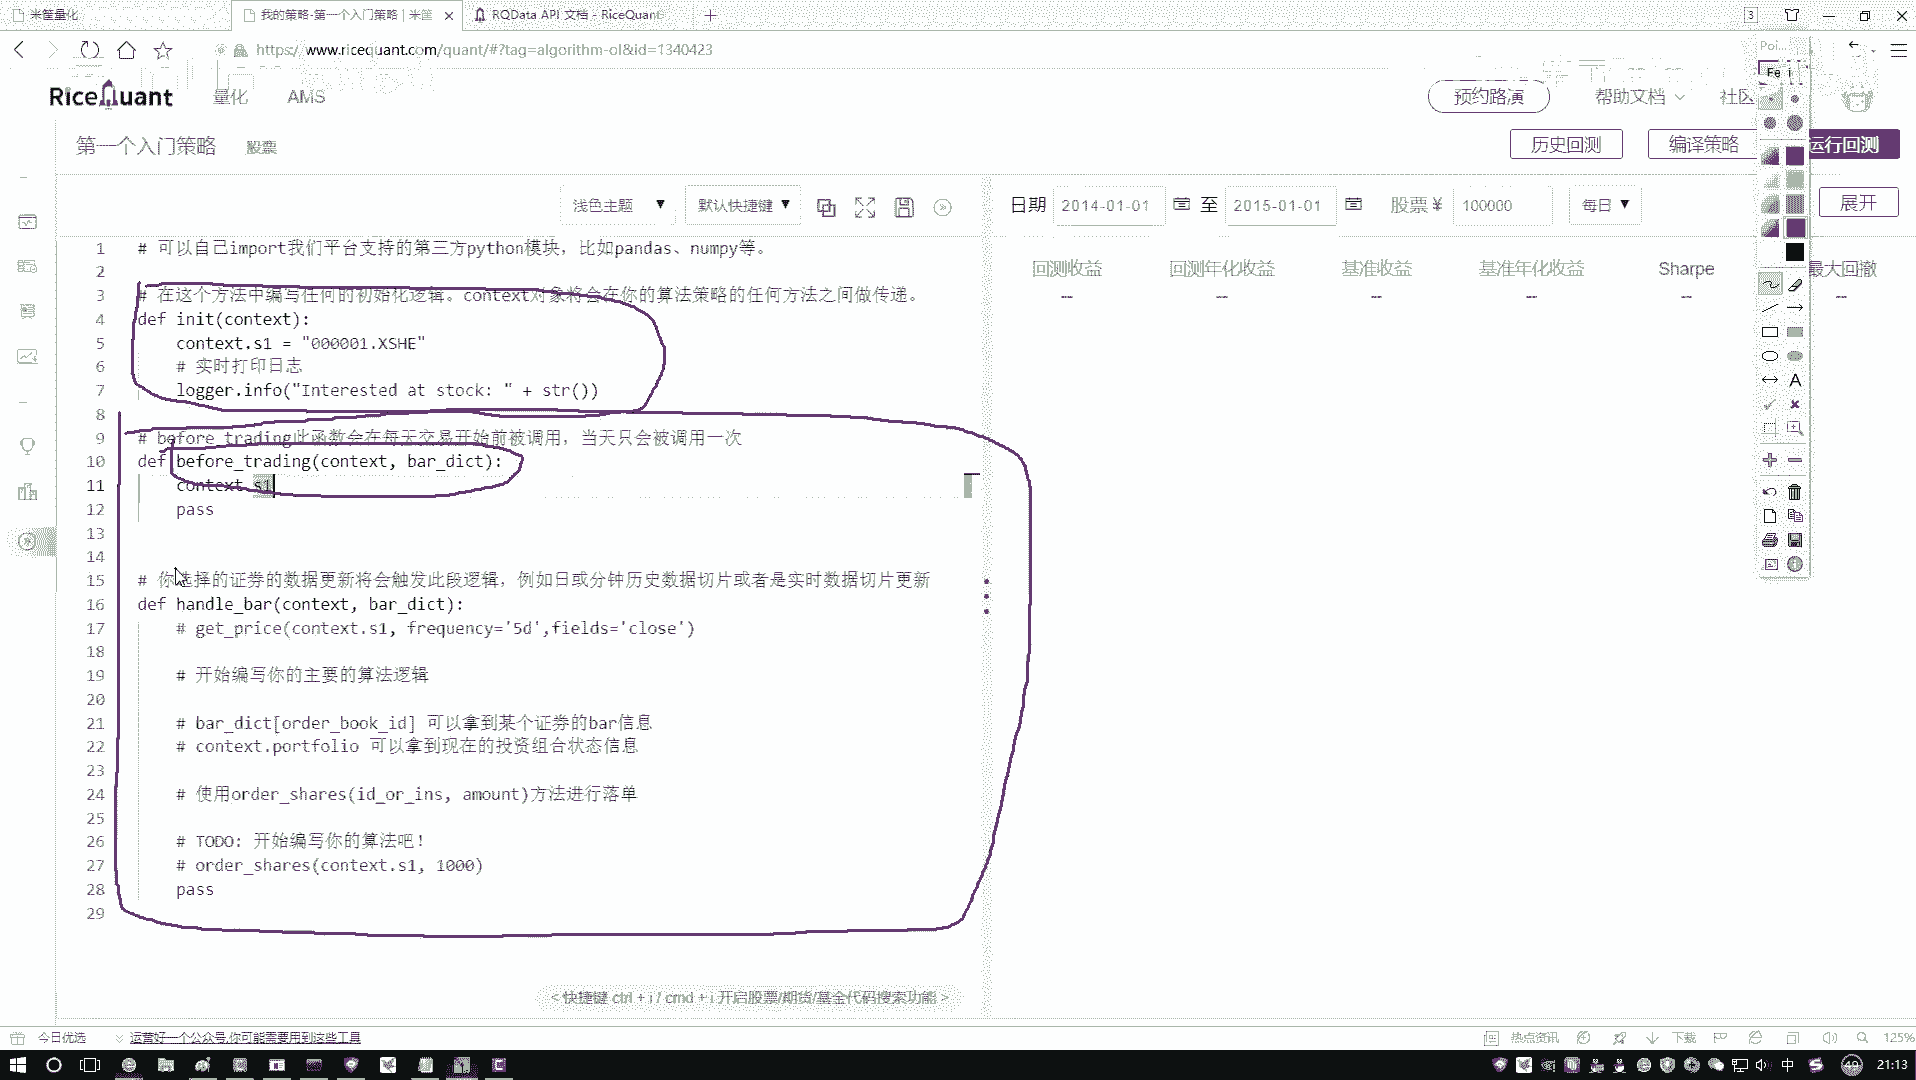 米筐量化
我的策略-第一个入门策略 | 米筐
RQData API 文档 - RiceQuant
https://www.ricequant.com/quant/#?tag=algorithm-ol&id=1340423
RiceQuant
量化
AMS
预约路演
帮助文档
社区
第一个入门策略
股票
历史回测
编译策略
运行回测
浅色主题
默认快捷键
日期 2014-01-01 至 2015-01-01 股票 ¥ 100000 每日
展开
回测收益 回测年化收益 基准收益 基准年化收益 Sharpe 最大回撤
-- -- -- -- -- --
1 # 可以自己import我们平台支持的第三方python模块，比如pandas、numpy等。
2
3 # 在这个方法中编写任何的初始化逻辑。context对象将会在你的算法策略的任何方法之间做传递。
4 def init(context):
5 context.s1 = "000001.XSHE"
6 # 实时打印日志
7 logger.info("Interested at stock: " + str())
8
9 # before_trading此函数会在每天交易开始前被调用，当天只会被调用一次
10 def before_trading(context, bar_dict):
11 context.s1
12 pass
13
14
15 # 你选择的证券的数据更新将会触发此段逻辑，例如日或分钟历史数据切片或者是实时数据切片更新
16 def handle_bar(context, bar_dict):
17 # get_price(context.s1, frequency='5d',fields='close')
18
19 # 开始编写你的主要的算法逻辑
20
21 # bar_dict[order_book_id] 可以拿到某个证券的bar信息
22 # context.portfolio 可以拿到现在的投资组合状态信息
23
24 # 使用order_shares(id_or_ins, amount)方法进行落单
25
26 # TODO: 开始编写你的算法吧！
27 # order_shares(context.s1, 1000)
28 pass
29
< 快捷键 ctrl + i / cmd + i 开启股票/期货/基金代码搜索功能 >
今日优选
运营好一个公众号,你可能需要用到这些工具
热点资讯
下载
125%
中
21:13